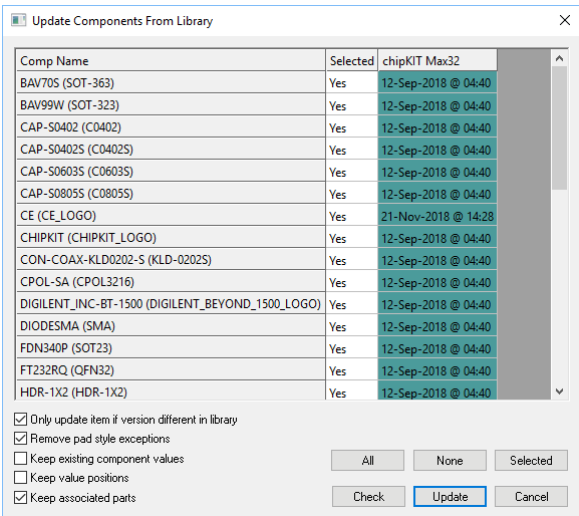 Update Components From Library
Comp Name Selected chipKIT Max32
BAV70S (SOT-363) Yes 12-Sep-2018 @ 04:40
BAV99W (SOT-323) Yes 12-Sep-2018 @ 04:40
CAP-S0402 (C0402) Yes 12-Sep-2018 @ 04:40
CAP-S0402S (C0402S) Yes 12-Sep-2018 @ 04:40
CAP-S0603S (C0603S) Yes 12-Sep-2018 @ 04:40
CAP-S0805S (C0805S) Yes 12-Sep-2018 @ 04:40
CE (CE_LOGO) Yes 21-Nov-2018 @ 14:28
CHIPKIT (CHIPKIT_LOGO) Yes 12-Sep-2018 @ 04:40
CON-COAX-KLD0202-S (KLD-0202S) Yes 12-Sep-2018 @ 04:40
CPOL-SA (CPOL3216) Yes 12-Sep-2018 @ 04:40
DIGILENT_INC-BT-1500 (DIGILENT_BEYOND_1500_LOGO) Yes 12-Sep-2018 @ 04:40
DIODESMA (SMA) Yes 12-Sep-2018 @ 04:40
FDN340P (SOT23) Yes 12-Sep-2018 @ 04:40
FT232RQ (QFN32) Yes 12-Sep-2018 @ 04:40
HDR-1X2 (HDR-1X2) Yes 12-Sep-2018 @ 04:40
Only update item if version different in library
Remove pad style exceptions
Keep existing component values
Keep value positions
Keep associated parts
All None Selected
Check Update Cancel